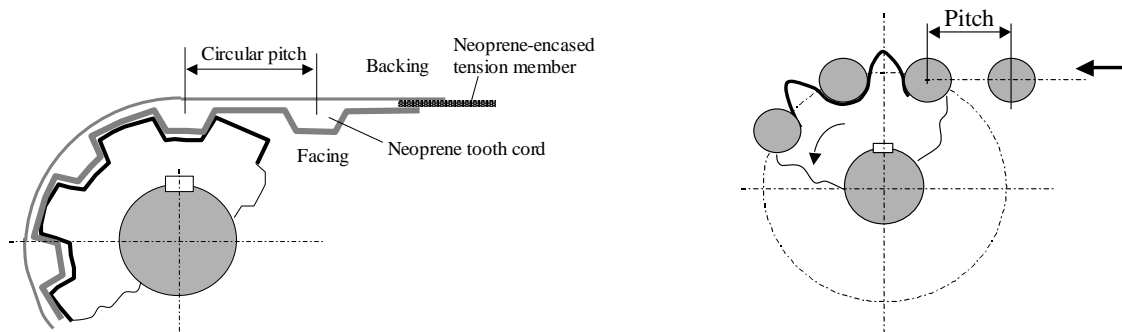 Circular pitch
Backing
Neoprene-encased
tension member
Facing
Neoprene tooth cord
Pitch